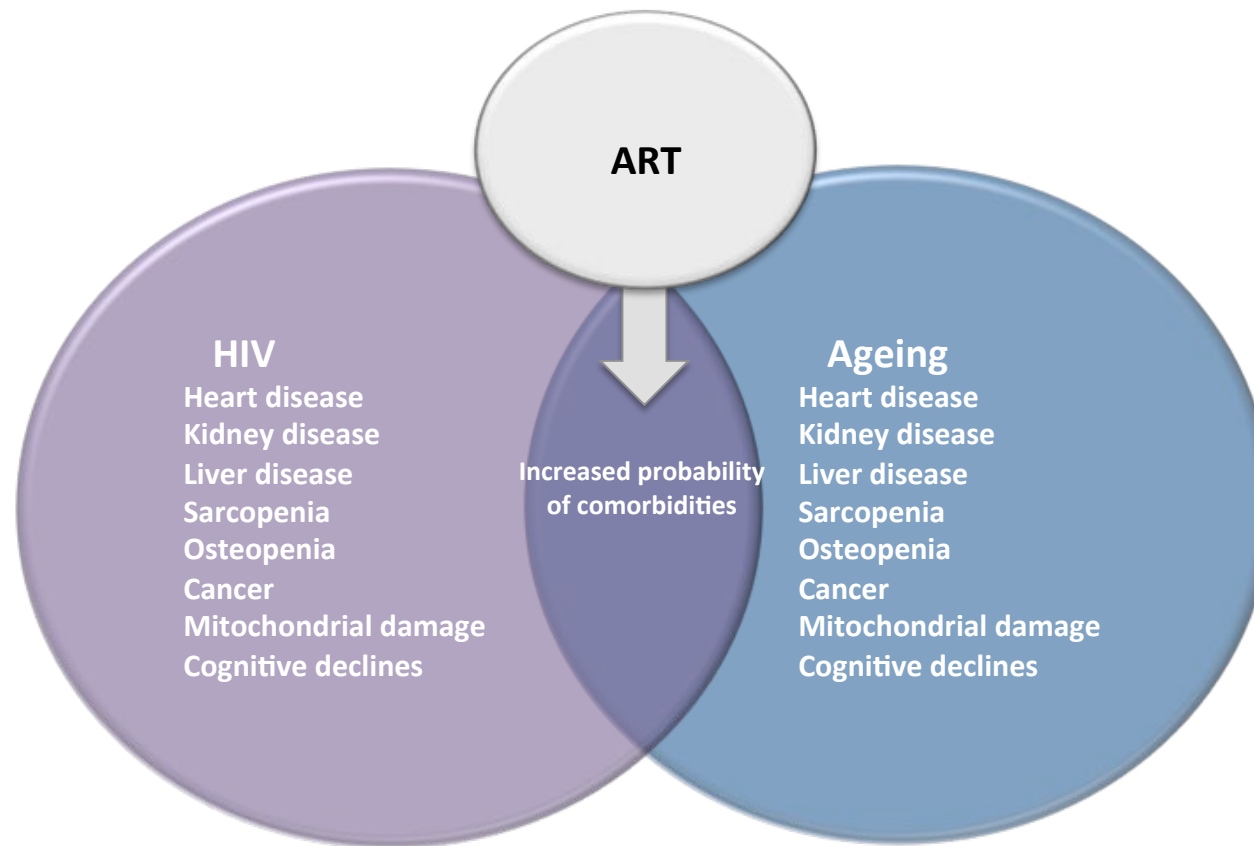 ART
HIV
Heart disease
Kidney disease
Liver disease
Sarcopenia
Osteopenia
Cancer
Mitochondrial damage
Cognitive declines
Increased probability
of comorbidities
Ageing
Heart disease
Kidney disease
Liver disease
Sarcopenia
Osteopenia
Cancer
Mitochondrial damage
Cognitive declines